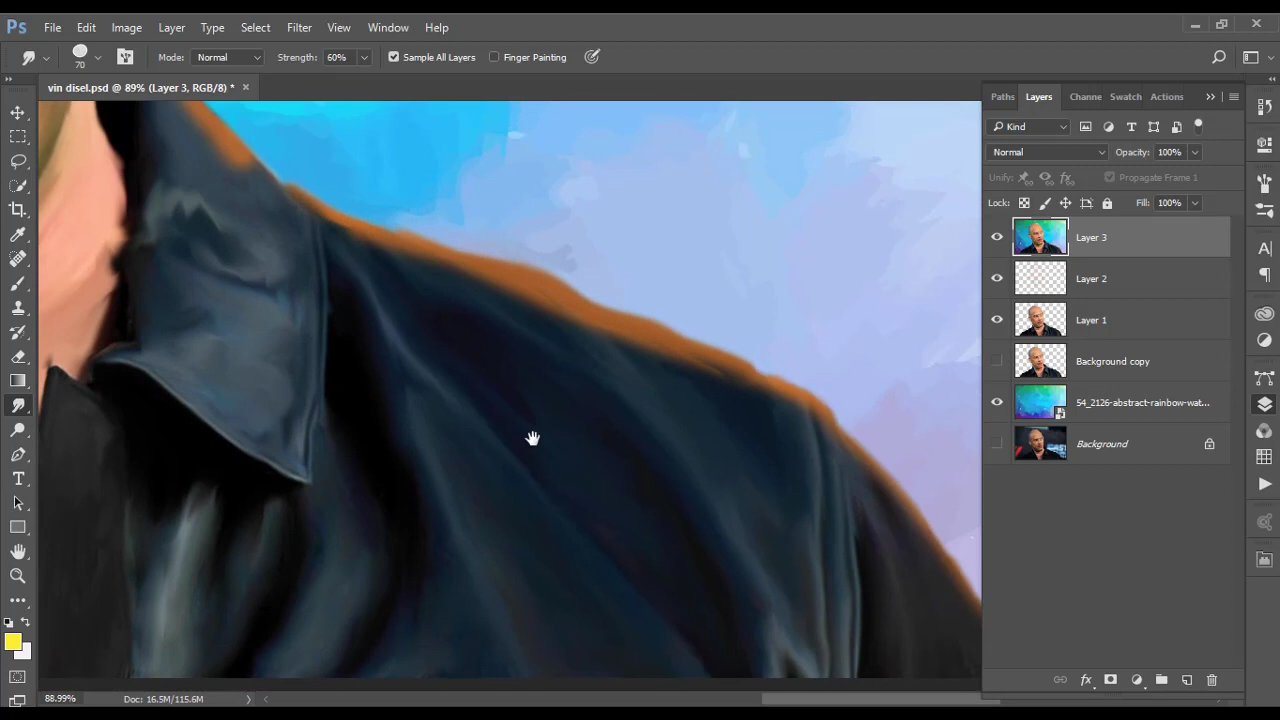 Ps File Edit Image Layer Type Select Filter View Window Help
70 Mode: Normal Strength: 60% Sample All Layers Finger Painting
vin disel.psd @ 89% (Layer 3, RGB/8) * ×
Paths Layers Channe Swatch Actions
Kind
Normal Opacity: 100%
Unify: Propagate Frame 1
Lock: Fill: 100%
Layer 3
Layer 2
Layer 1
Background copy
54_2126-abstract-rainbow-wat...
Background
88.99% Doc: 16.5M/115.6M